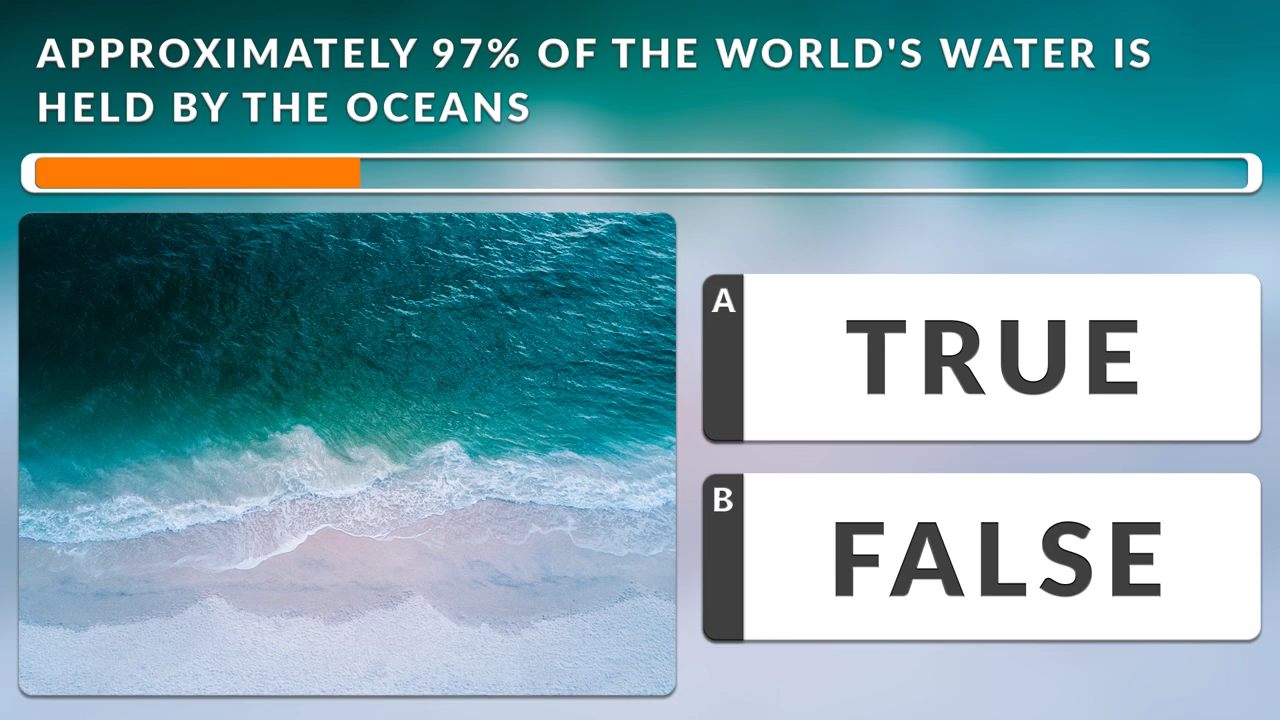 APPROXIMATELY 97% OF THE WORLD'S WATER IS
HELD BY THE OCEANS
A
TRUE
B
FALSE